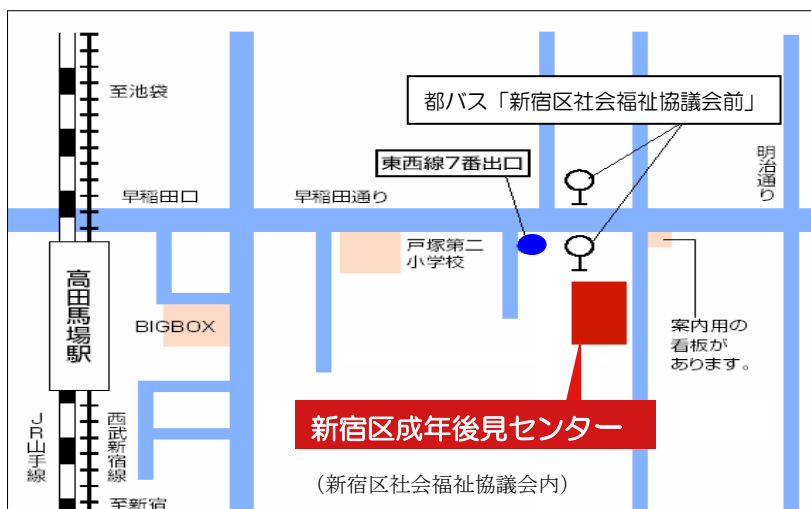 至池袋
都バス「新宿区社会福祉協議会前」
東西線7番出口
明治通り
早稲田口
早稲田通り
戸塚第二
小学校
高田馬場駅
BIGBOX
案内用の
看板が
あります。
新宿区成年後見センター
JR山手線
西武新宿線
(新宿区社会福祉協議会内)
至新宿